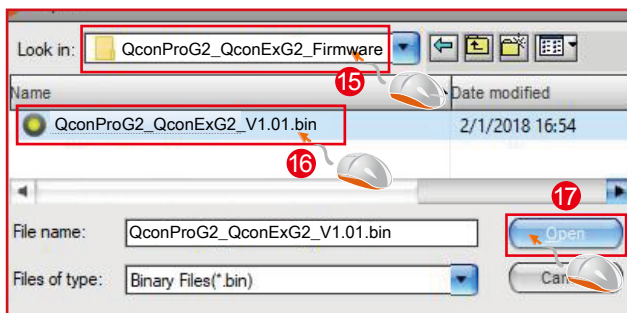 Look in: QconProG2_QconExG2_Firmware
15
Name Date modified
QconProG2_QconExG2_V1.01.bin 2/1/2018 16:54
16
17
File name: QconProG2_QconExG2_V1.01.bin Open
Files of type: Binary Files(*.bin)